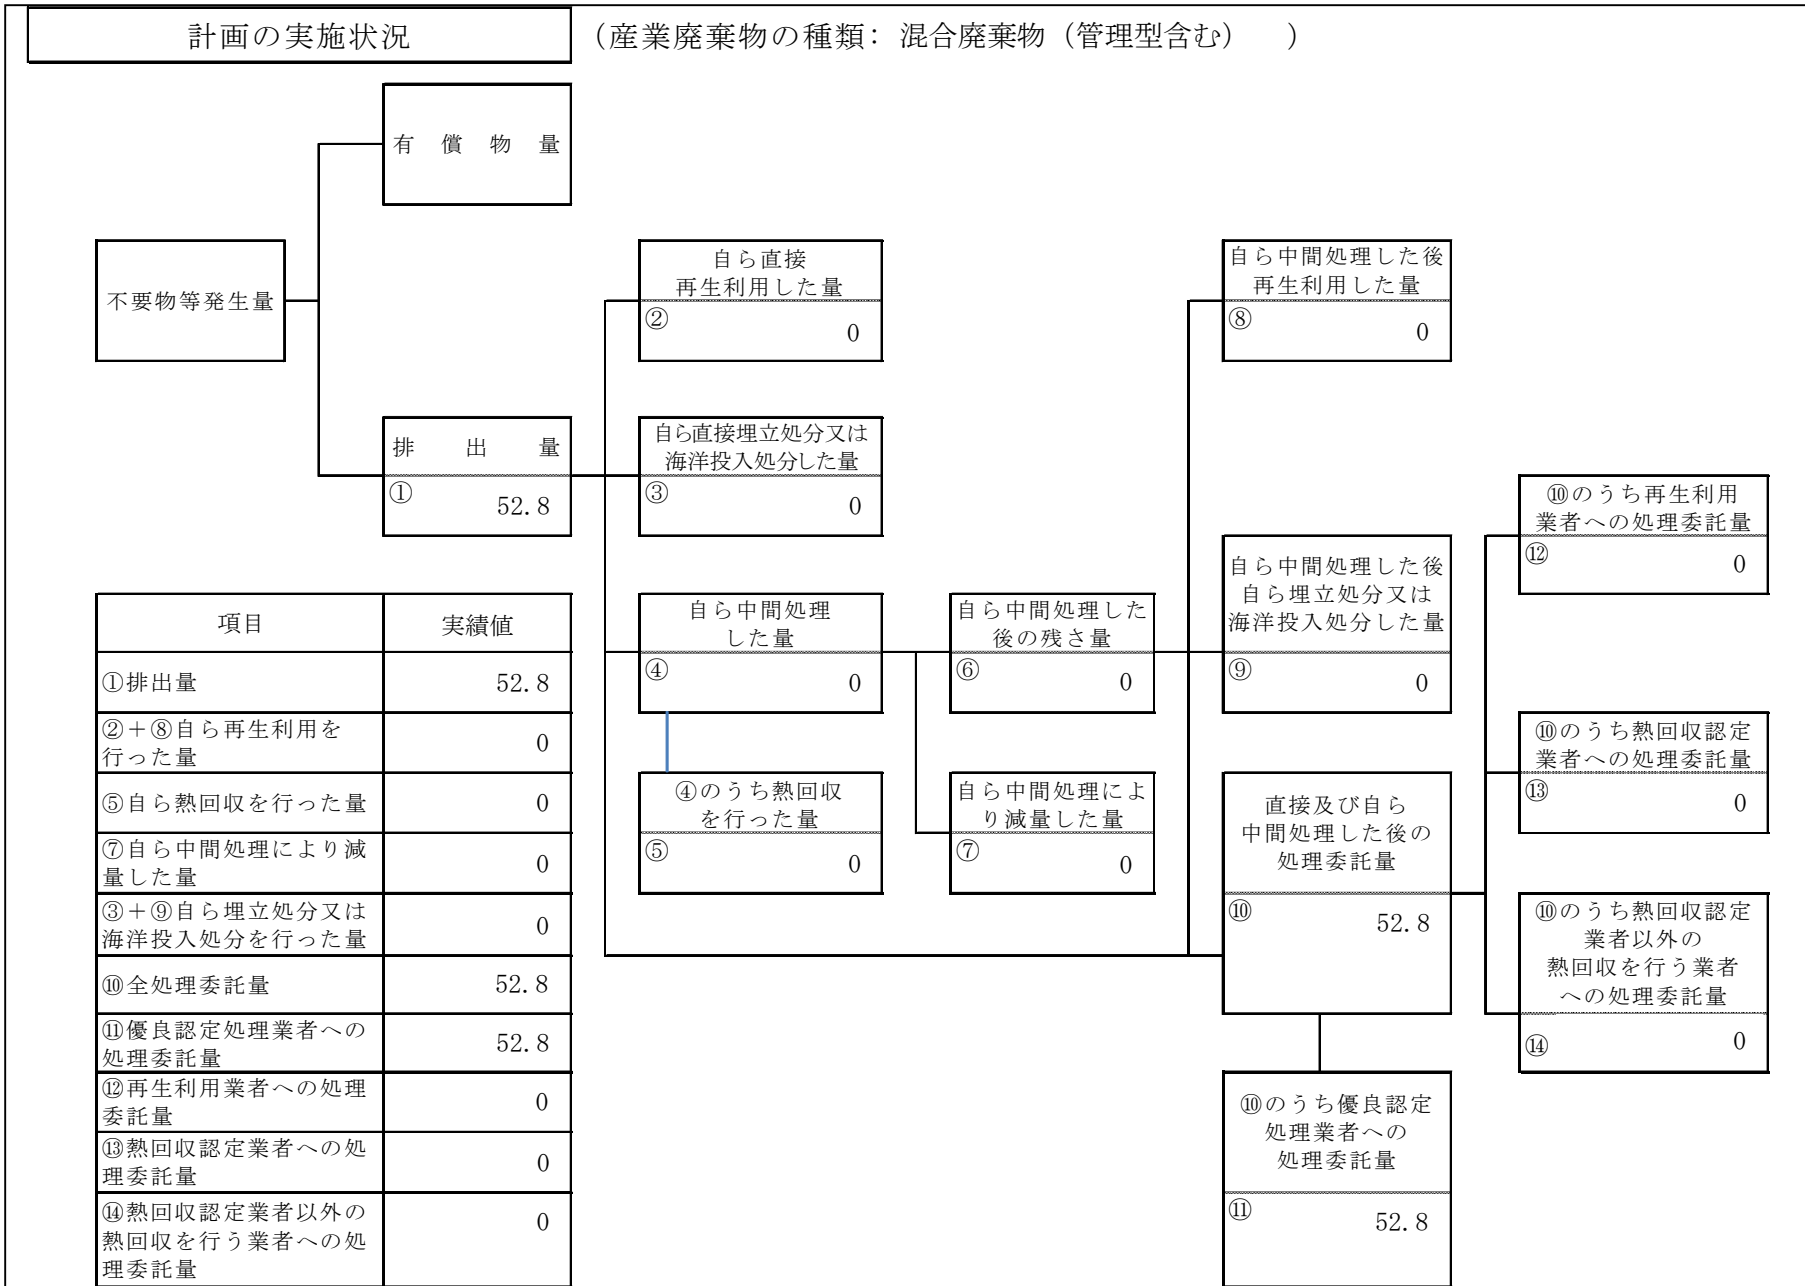 計画の実施状況
（産業廃棄物の種類：混合廃棄物（管理型含む）　）
有償物量
不要物等発生量
自ら直接
再生利用した量
②
0
自ら中間処理した後
再生利用した量
⑧
0
排出量
①
52.8
自ら直接埋立処分又は
海洋投入処分した量
③
0
⑩のうち再生利用
業者への処理委託量
⑫
0
自ら中間処理した後
自ら埋立処分又は
海洋投入処分した量
⑨
0
自ら中間処理
した量
④
0
自ら中間処理した
後の残さ量
⑥
0
⑩のうち熱回収認定
業者への処理委託量
⑬
0
④のうち熱回収
を行った量
⑤
0
自ら中間処理によ
り減量した量
⑦
0
直接及び自ら
中間処理した後の
処理委託量
⑩
52.8
⑩のうち熱回収認定
業者以外の
熱回収を行う業者
への処理委託量
⑭
0
⑩のうち優良認定
処理業者への
処理委託量
⑪
52.8
項目
実績値
①排出量
52.8
②＋⑧自ら再生利用を
行った量
0
⑤自ら熱回収を行った量
0
⑦自ら中間処理により減
量した量
0
③＋⑨自ら埋立処分又は
海洋投入処分を行った量
0
⑩全処理委託量
52.8
⑪優良認定処理業者への
処理委託量
52.8
⑫再生利用業者への処理
委託量
0
⑬熱回収認定業者への処
理委託量
0
⑭熱回収認定業者以外の
熱回収を行う業者への処
理委託量
0